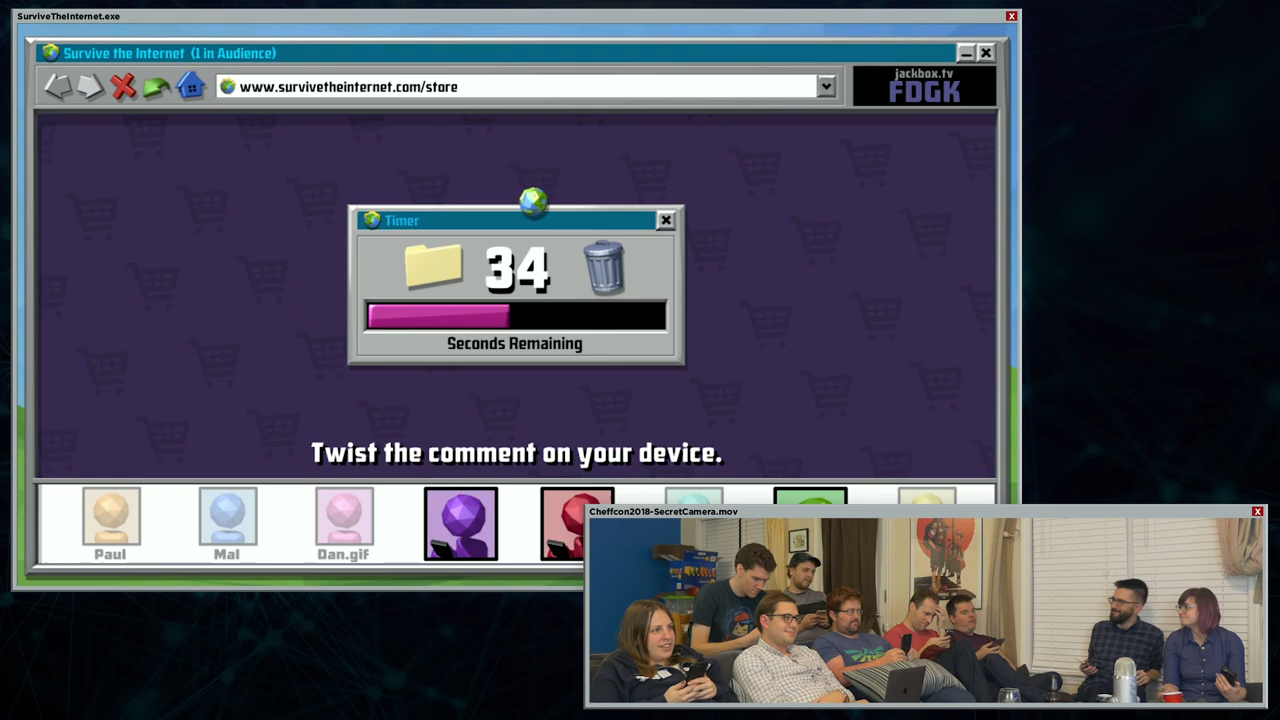 SurviveTheInternet.exe
X
Survive the Internet (1 in Audience)
www.survivetheinternet.com/store
jackbox.tv
FDGK
Timer
34
Seconds Remaining
Twist the comment on your device.
Paul
Mal
Dan.gif
Cheffcon2018-SecretCamera.mov
X